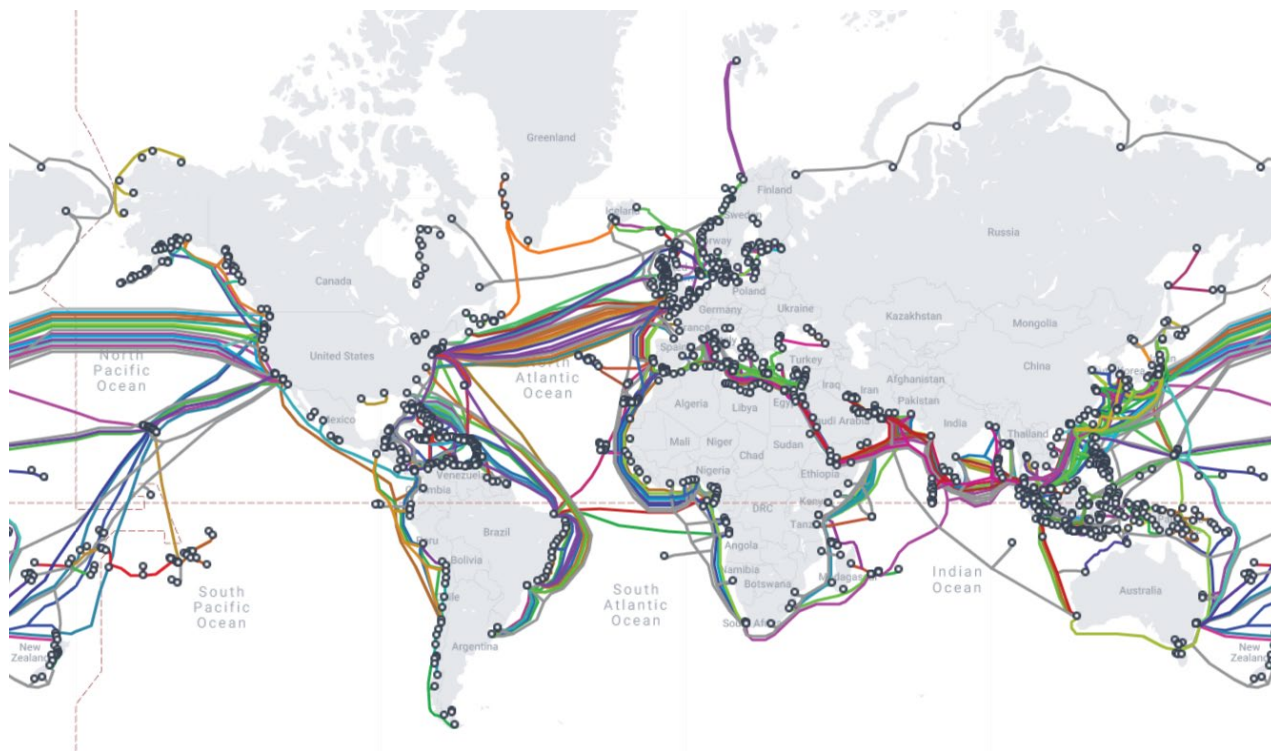 Greenland
Finland
Iceland
Sweden
Norway
Russia
Canada
Poland
Germany
Ukraine
Kazakhstan
Mongolia
North
Pacific
Ocean
United States
North
Atlantic
Ocean
France
Spain
Turkey
China
Mexico
Algeria
Libya
Egypt
Iraq
Iran
Afghanistan
Pakistan
Saudi Arabia
India
Thailand
Mali
Niger
Chad
Sudan
Nigeria
Ethiopia
Venezuela
DRC
Kenya
Brazil
Peru
Bolivia
Angola
Namibia
Botswana
Madagascar
Indian
Ocean
Australia
South
Pacific
Ocean
South
Atlantic
Ocean
South Africa
Argentina
New
Zealand
New
Zealand